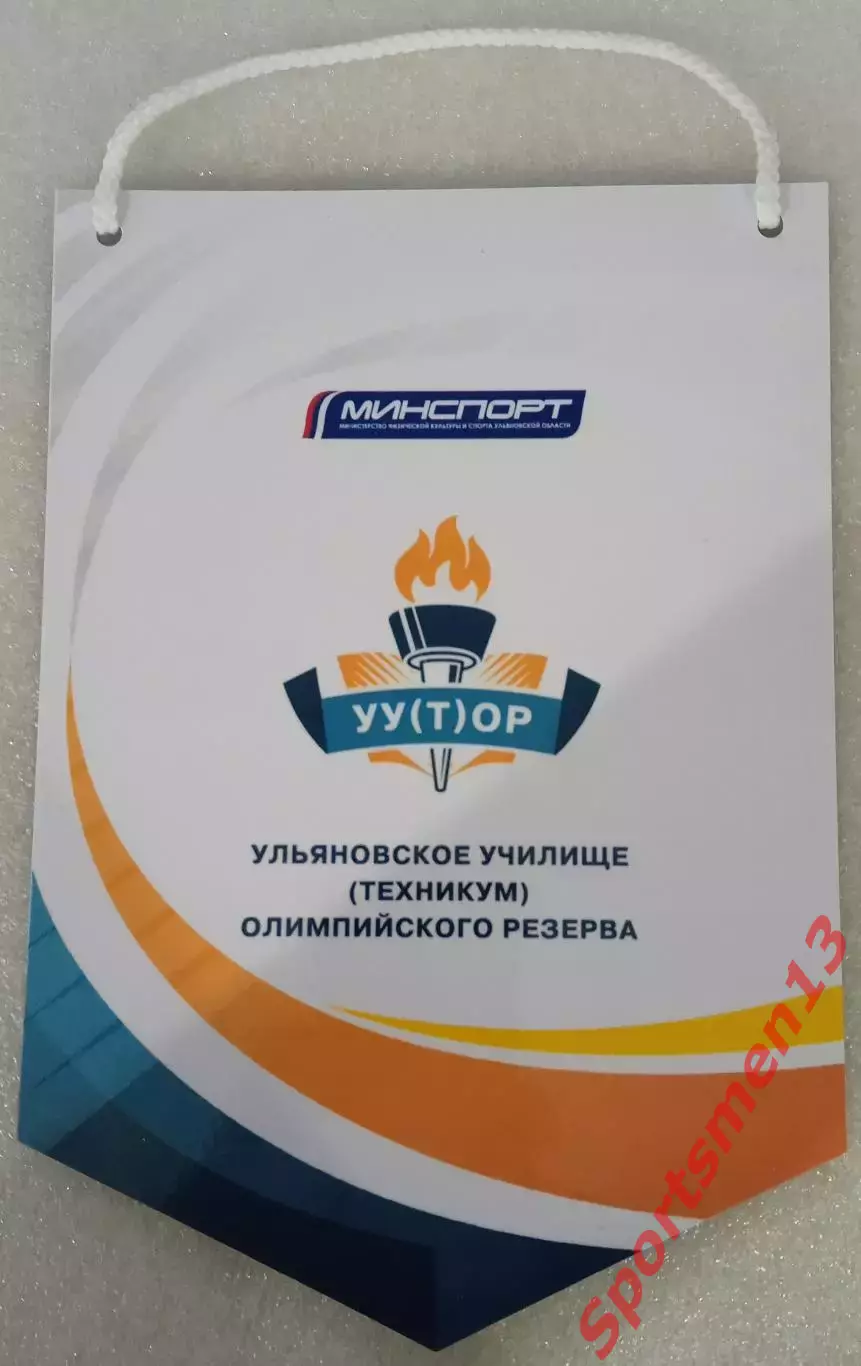 МИНСПОРТ
МИНИСТЕРСТВО ФИЗИЧЕСКОЙ КУЛЬТУРЫ И СПОРТА УЛЬЯНОВСКОЙ ОБЛАСТИ
УУ(Т)ОР
УЛЬЯНОВСКОЕ УЧИЛИЩЕ
(ТЕХНИКУМ)
ОЛИМПИЙСКОГО РЕЗЕРВА
Sportsmen13